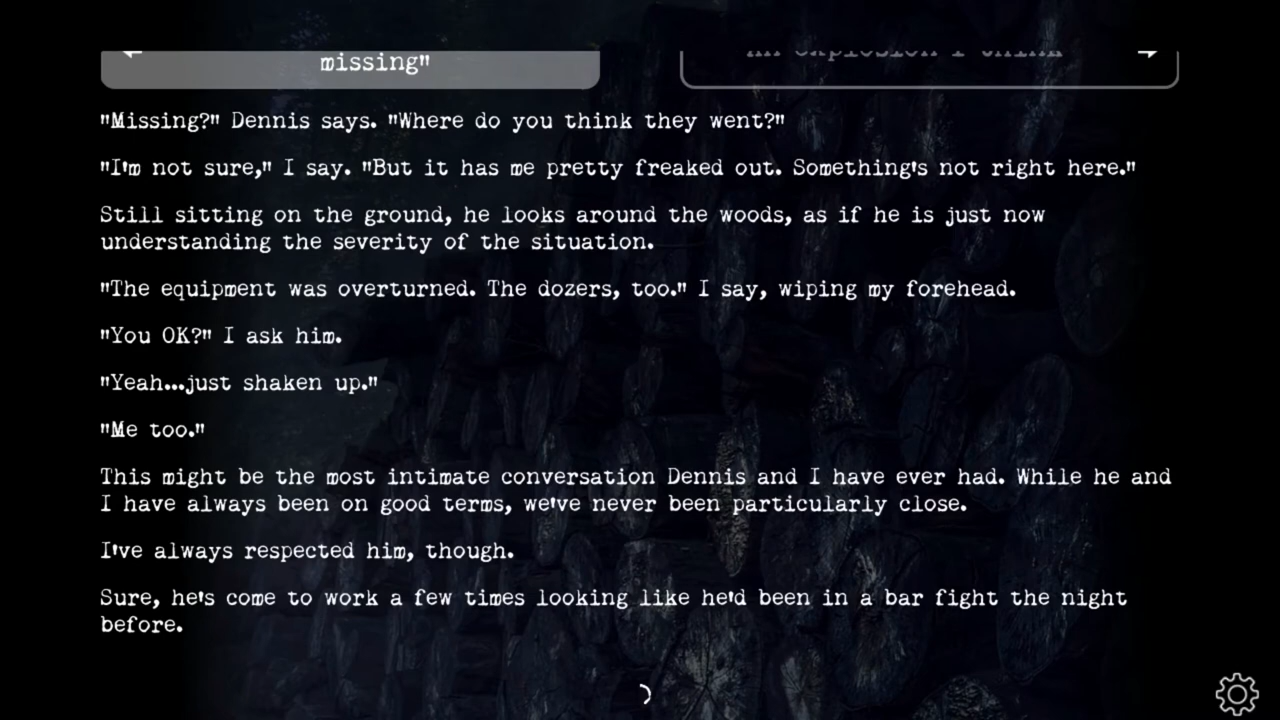 missing"
"Missing?" Dennis says. "Where do you think they went?"
"I'm not sure," I say. "But it has me pretty freaked out. Something's not right here."
Still sitting on the ground, he looks around the woods, as if he is just now
understanding the severity of the situation.
"The equipment was overturned. The dozers, too." I say, wiping my forehead.
"You OK?" I ask him.
"Yeah...just shaken up."
"Me too."
This might be the most intimate conversation Dennis and I have ever had. While he and
I have always been on good terms, we've never been particularly close.
I've always respected him, though.
Sure, he's come to work a few times looking like he'd been in a bar fight the night
before.